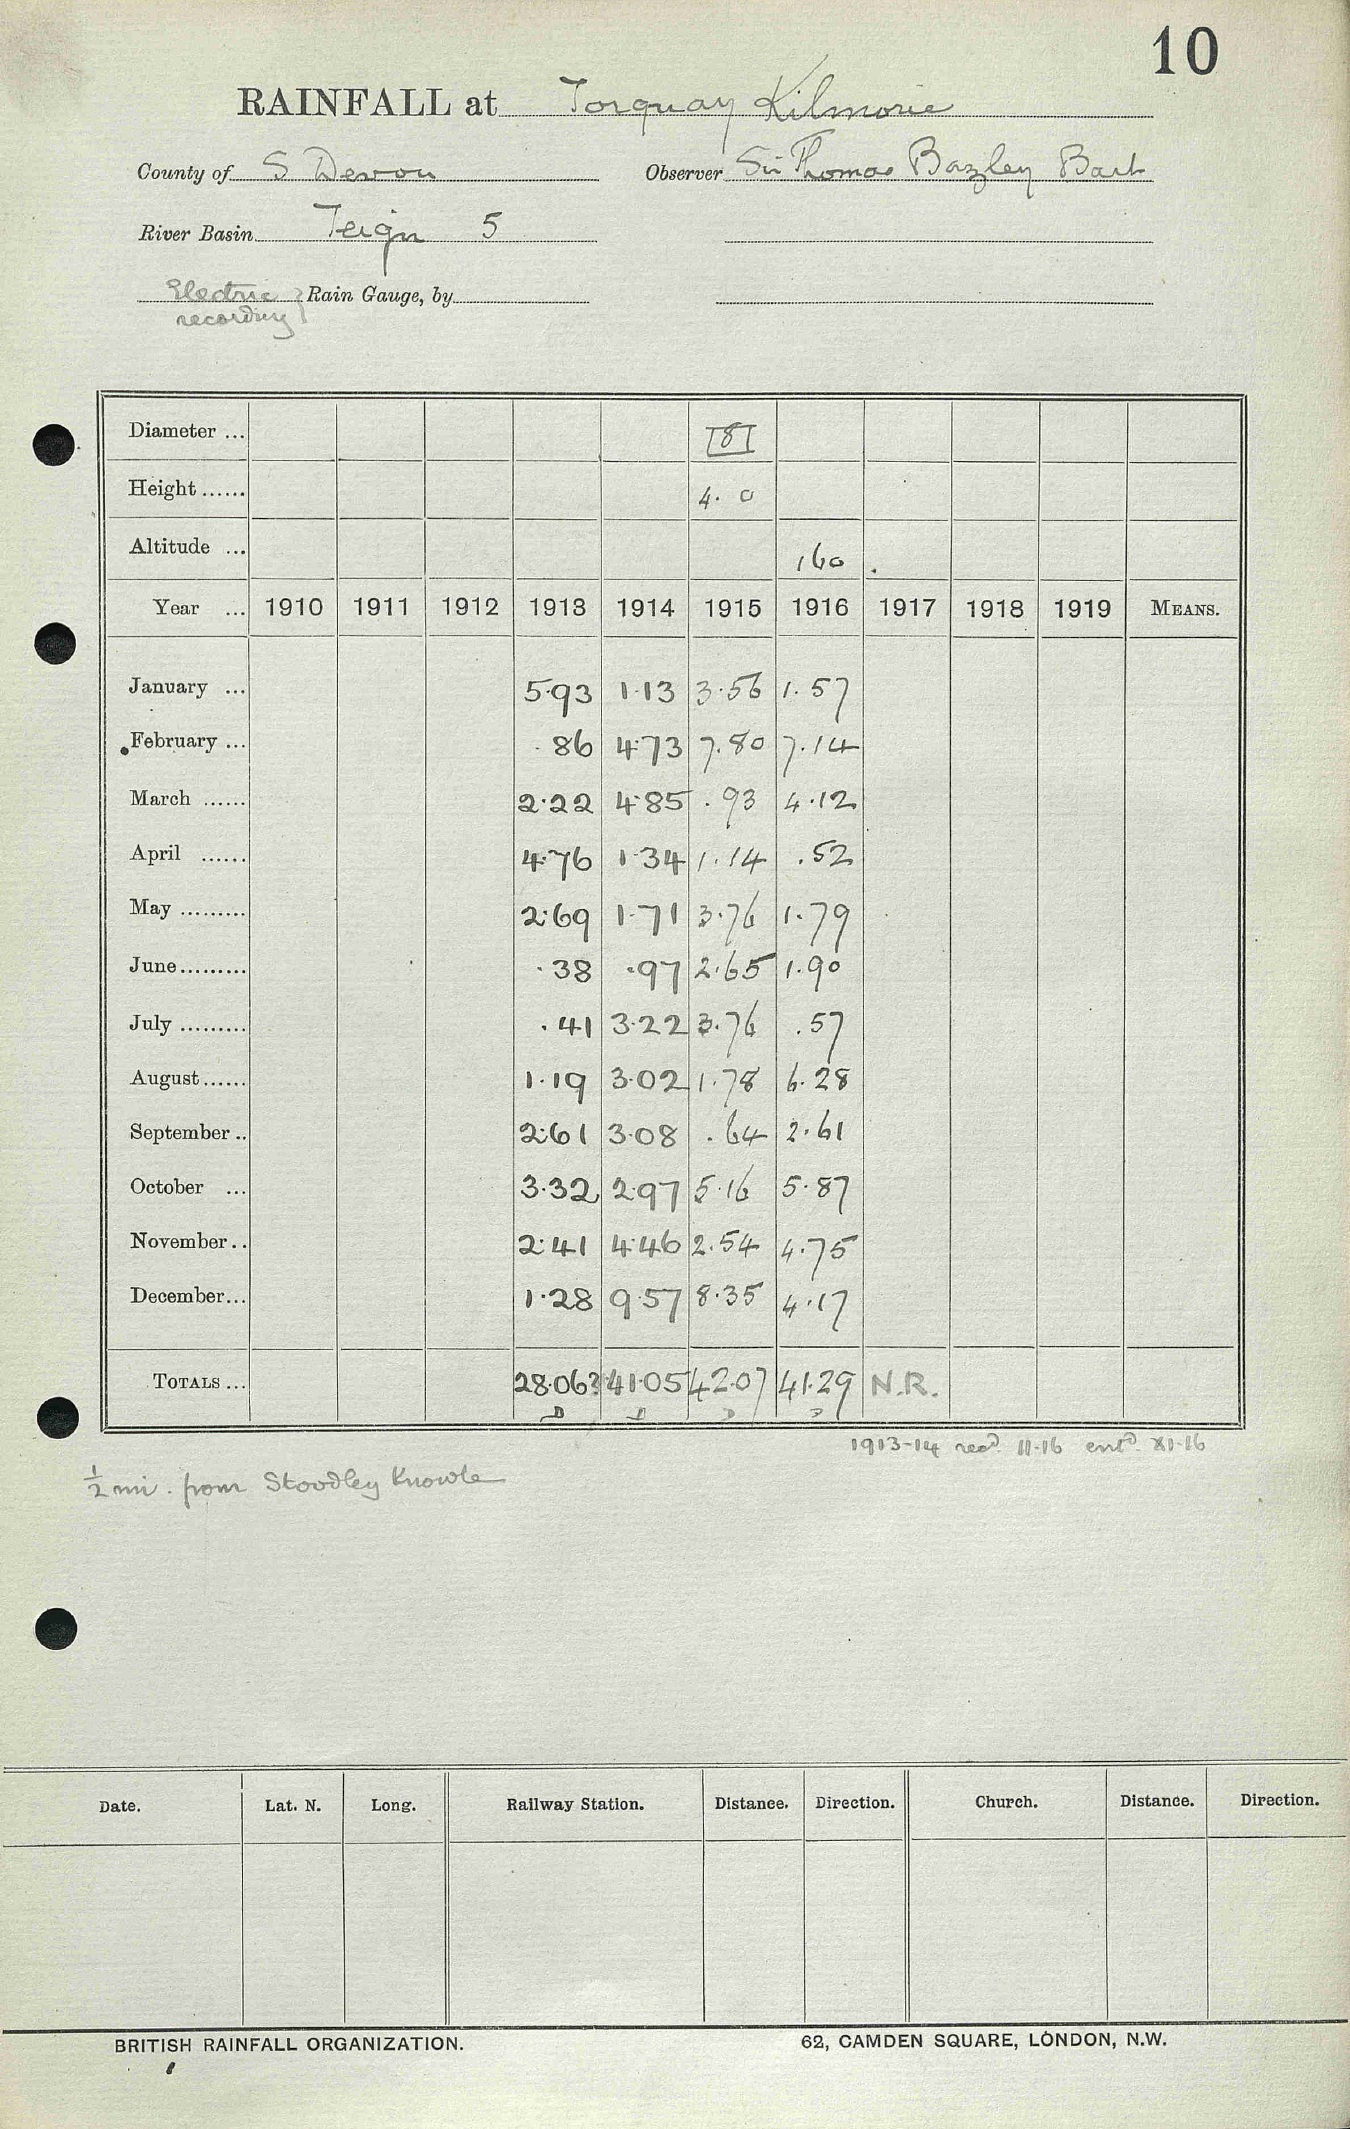 10
RAINFALL at Torquay Kilmorie
County of S Devon Observer Sir Thomas Bazley Bart
River Basin Teign 5
Electric recording } Rain Gauge, by
Diameter ... 8
Height ...... 4. 0
Altitude ... 160
Year ... 1910 1911 1912 1913 1914 1915 1916 1917 1918 1919 MEANS.
January ... 5.93 1.13 3.56 1.57
February ... .86 4.73 7.80 7.14
March ...... 2.22 4.85 .93 4.12
April ...... 4.76 1.34 1.14 .52
May ......... 2.69 1.71 3.76 1.79
June......... .38 .97 2.65 1.90
July ......... .41 3.22 3.76 .57
August...... 1.19 3.02 1.78 6.28
September .. 2.61 3.08 .64 2.61
October ... 3.32 2.97 5.16 5.87
November.. 2.41 4.46 2.54 4.75
December... 1.28 9.57 8.35 4.17
TOTALS ... 28.06? 41.05 42.07 41.29 N.R.
D D D D
1913-14 recd. 11-16 entd. XI-16
½ mi. from Stoodley Knowle
Date. Lat. N. Long. Railway Station. Distance. Direction. Church. Distance. Direction.
BRITISH RAINFALL ORGANIZATION. 62, CAMDEN SQUARE, LONDON, N.W.